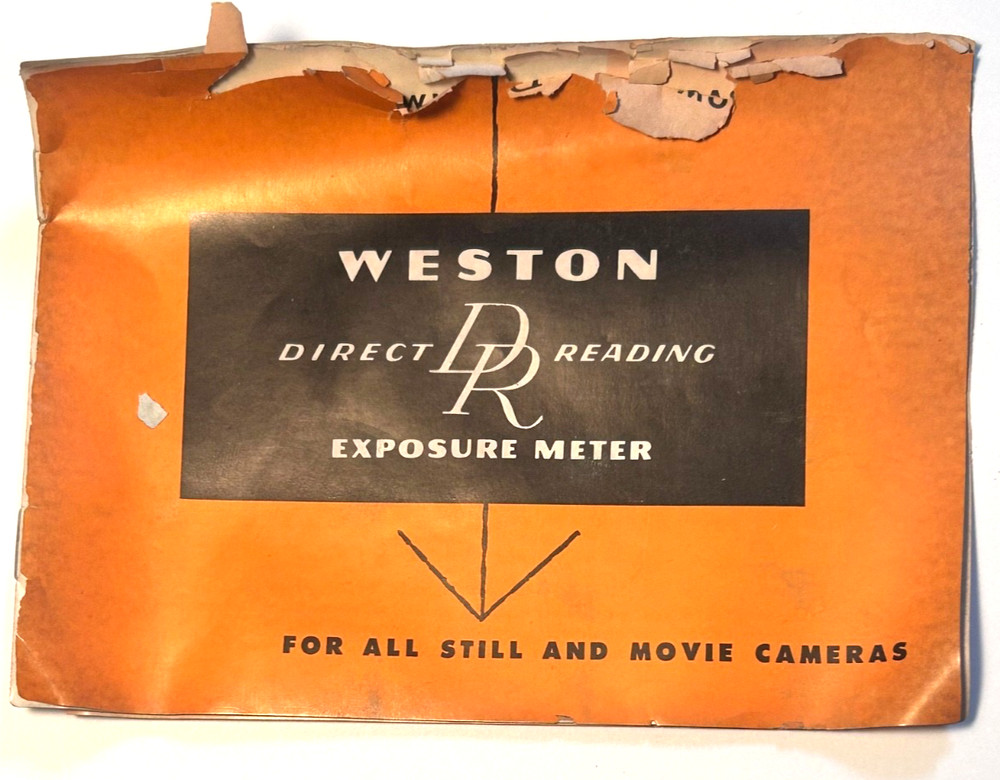 WESTON
DIRECT DR READING
EXPOSURE METER
FOR ALL STILL AND MOVIE CAMERAS